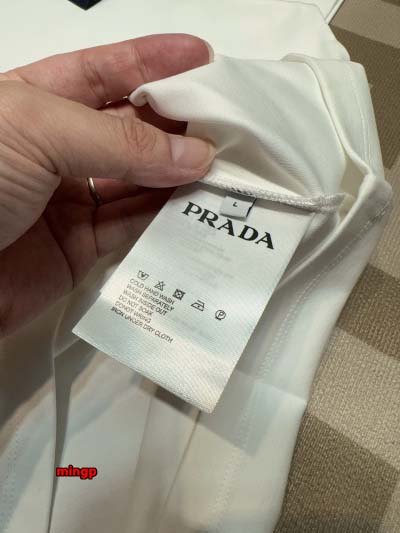 L
PRADA
COLD HAND WASH
WASH SEPARATELY
WASH INSIDE OUT
DO NOT SOAK
DO NOT WRING
IRON UNDER DRY CLOTH
mingp